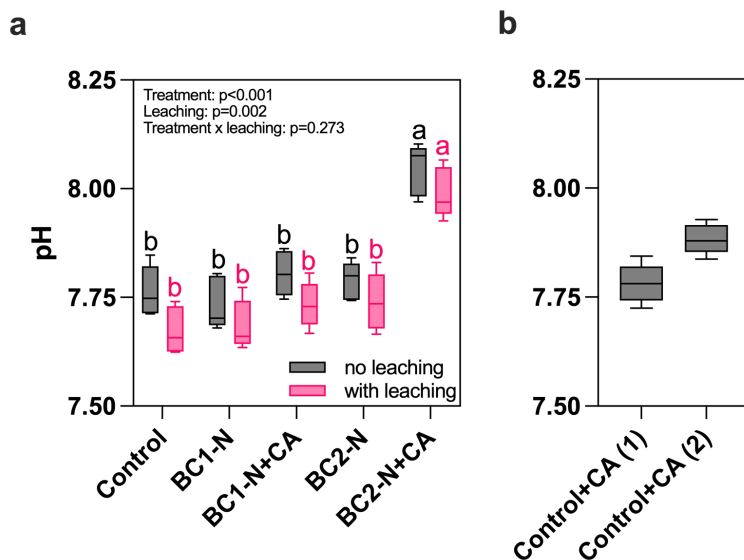 a
pH
8.25
8.00
7.75
7.50
Treatment: p<0.001
Leaching: p=0.002
Treatment x leaching: p=0.273
b
b
b
b
b
b
b
b
a
a
no leaching
with leaching
Control
BC1-N
BC1-N+CA
BC2-N
BC2-N+CA
b
8.25
8.00
7.75
7.50
Control+CA (1)
Control+CA (2)